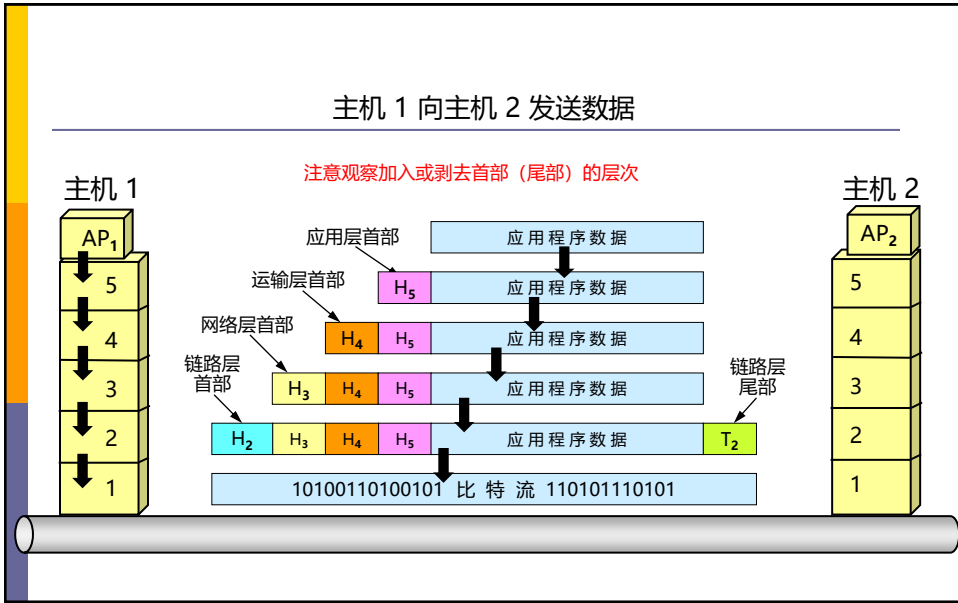 主机 1 向主机 2 发送数据
注意观察加入或剥去首部（尾部）的层次
主机 1
主机 2
AP1
AP2
应用层首部
应 用 程 序 数 据
5
H5
应 用 程 序 数 据
5
运输层首部
4
H4 H5 应 用 程 序 数 据
4
网络层首部
3
H3 H4 H5 应 用 程 序 数 据
3
链路层
首部
链路层
尾部
2
H2 H3 H4 H5 应 用 程 序 数 据 T2
2
1
10100110100101 比 特 流 110101110101
1